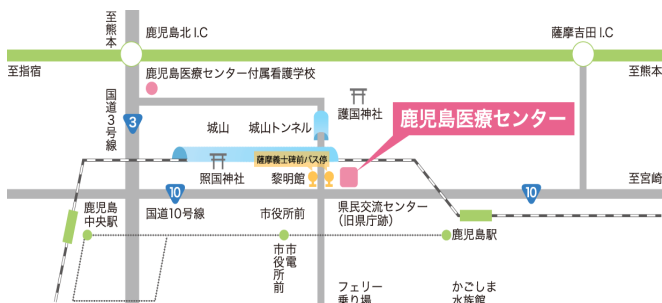 至熊本
鹿児島北I.C
薩摩吉田I.C
至指宿
至熊本
鹿児島医療センター付属看護学校
国道3号線
3
護国神社
城山
城山トンネル
鹿児島医療センター
薩摩義士碑前バス停
照国神社
黎明館
10
10
至宮崎
鹿児島
中央駅
国道10号線
市役所前
県民交流センター
(旧県庁跡)
鹿児島駅
市電
市役所前
フェリー
乗り場
かごしま
水族館